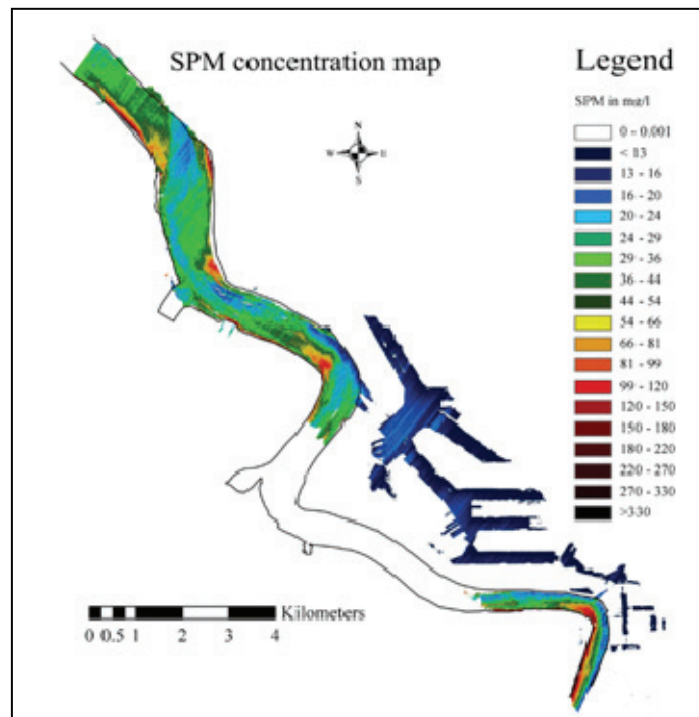 SPM concentration map
Legend
SPM in mg/l
0 = 0.001
< 13
13 - 16
16 - 20
20 - 24
24 - 29
29 - 36
36 - 44
44 - 54
54 - 66
66 - 81
81 - 99
99 - 120
120 - 150
150 - 180
180 - 220
220 - 270
270 - 330
>330
N
W
E
S
Kilometers
0 0.5 1 2 3 4